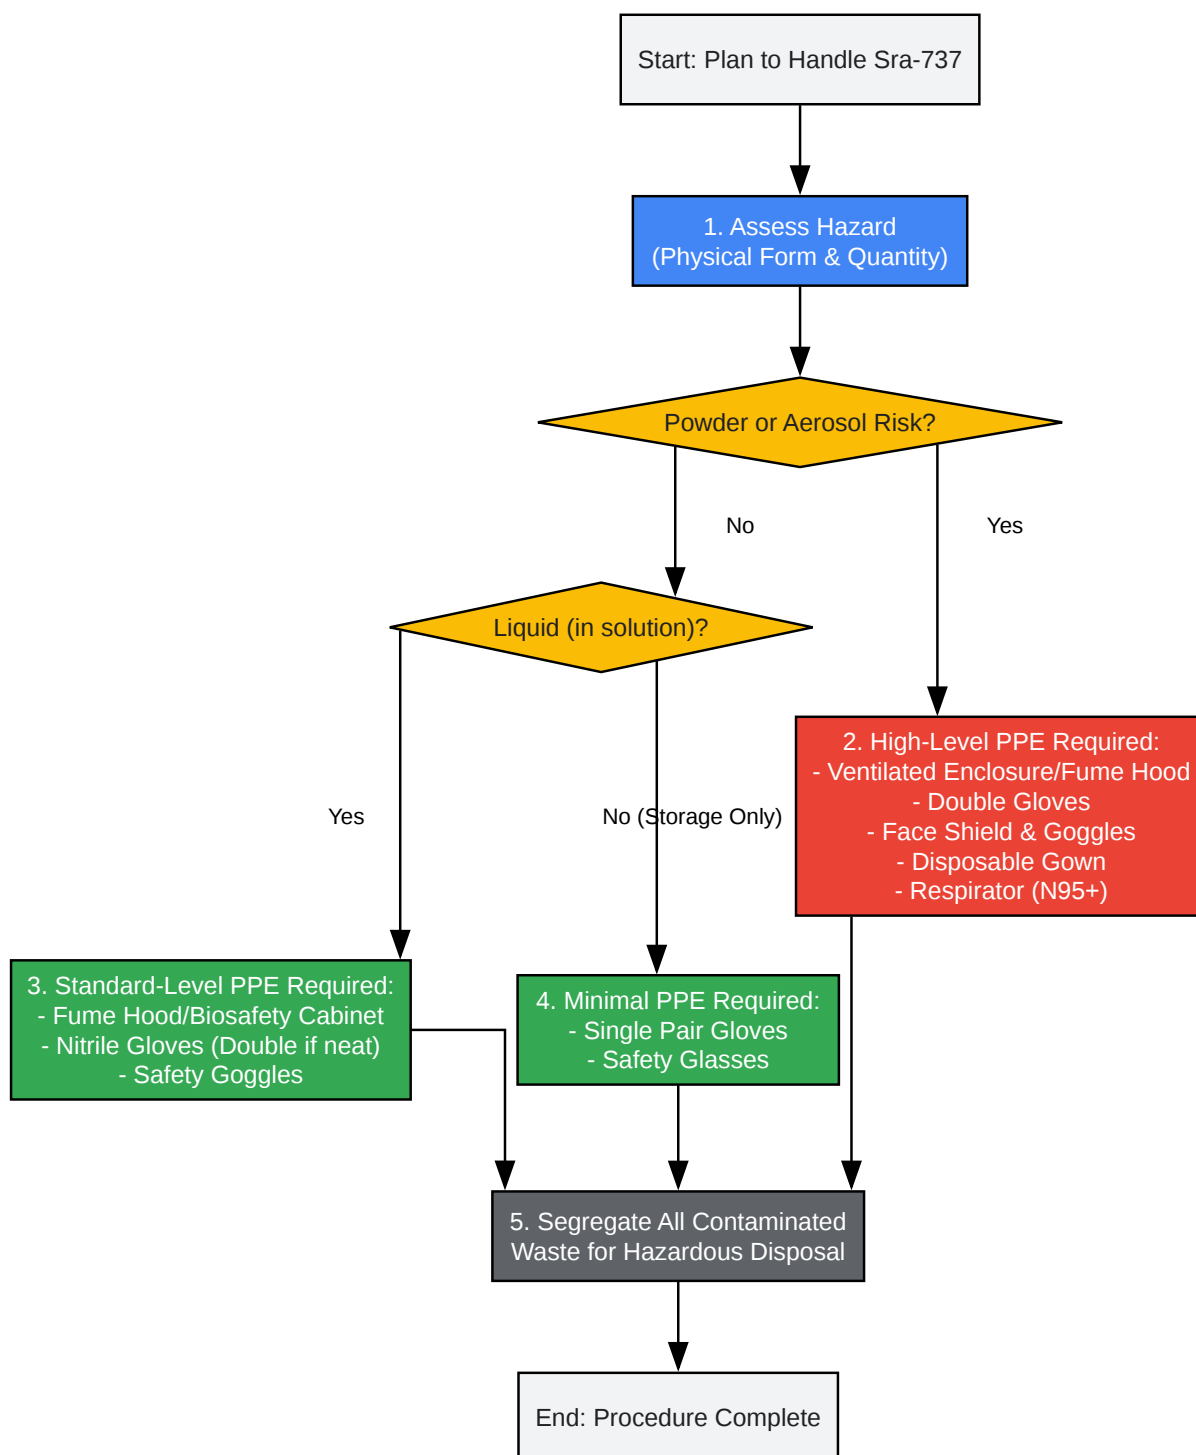 Start: Plan to Handle Sra-737
1. Assess Hazard
(Physical Form & Quantity)
Powder or Aerosol Risk?
No
Yes
Liquid (in solution)?
2. High-Level PPE Required:
- Ventilated Enclosure/Fume Hood
- Double Gloves
- Face Shield & Goggles
- Disposable Gown
- Respirator (N95+)
Yes
No (Storage Only)
3. Standard-Level PPE Required:
- Fume Hood/Biosafety Cabinet
- Nitrile Gloves (Double if neat)
- Safety Goggles
4. Minimal PPE Required:
- Single Pair Gloves
- Safety Glasses
5. Segregate All Contaminated
Waste for Hazardous Disposal
End: Procedure Complete